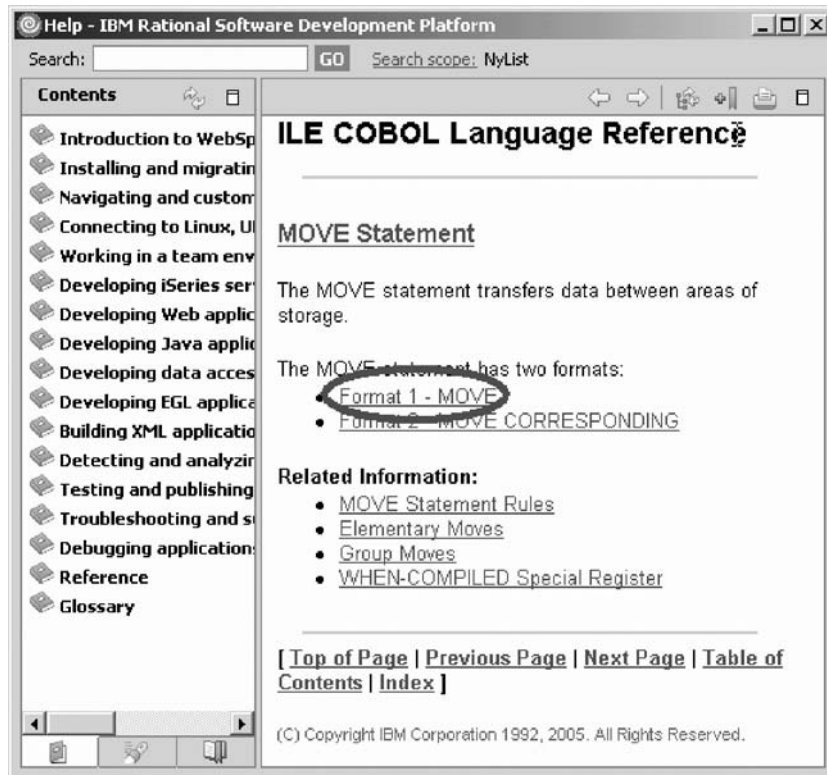 Help - IBM Rational Software Development Platform
Search: GO Search scope: NyList
Contents
Introduction to WebSp
Installing and migratin
Navigating and custom
Connecting to Linux, U
Working in a team env
Developing iSeries ser
Developing Web applic
Developing Java applic
Developing data acces
Developing EGL applica
Building XML applicatio
Detecting and analyzin
Testing and publishing
Troubleshooting and s
Debugging application
Reference
Glossary
ILE COBOL Language Reference
MOVE Statement
The MOVE statement transfers data between areas of
storage.
The MOVE statement has two formats:
Format 1 - MOVE
Format 2 - MOVE CORRESPONDING
Related Information:
MOVE Statement Rules
Elementary Moves
Group Moves
WHEN-COMPILED Special Register
[ Top of Page | Previous Page | Next Page | Table of
Contents | Index ]
(C) Copyright IBM Corporation 1992, 2005. All Rights Reserved.